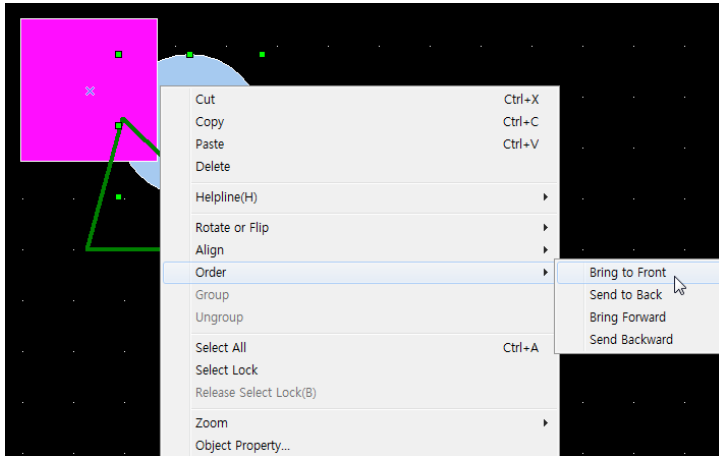 Cut Ctrl+X
Copy Ctrl+C
Paste Ctrl+V
Delete
Helpline(H)
Rotate or Flip
Align
Order
Group
Ungroup
Select All Ctrl+A
Select Lock
Release Select Lock(B)
Zoom
Object Property...
Bring to Front
Send to Back
Bring Forward
Send Backward